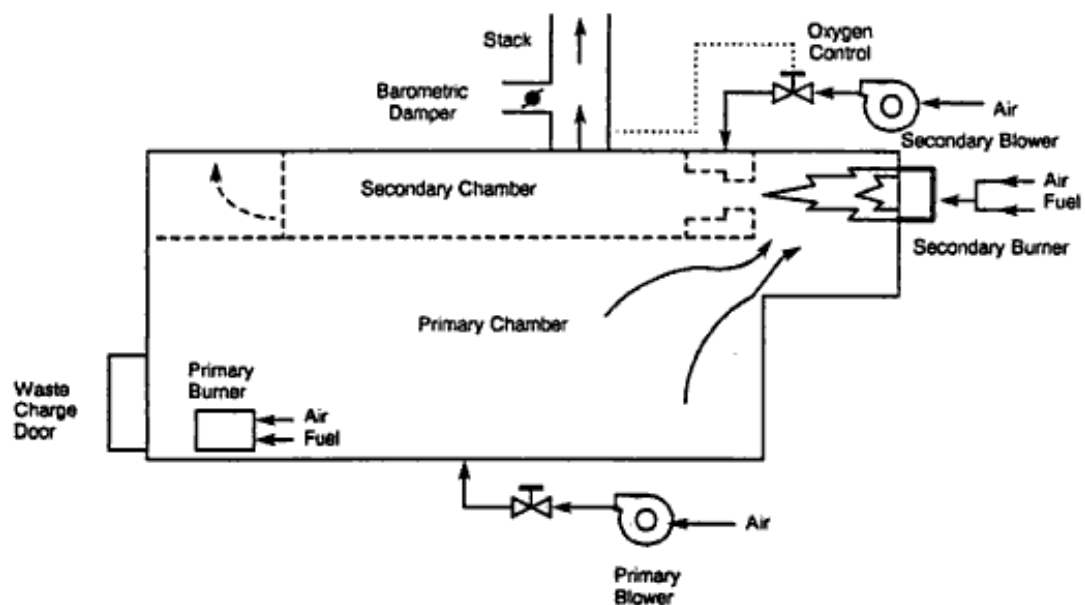 Stack
Oxygen
Control
Barometric
Damper
Air
Secondary Blower
Secondary Chamber
Air
Fuel
Secondary Burner
Primary Chamber
Waste
Charge
Door
Primary
Burner
Air
Fuel
Air
Primary
Blower